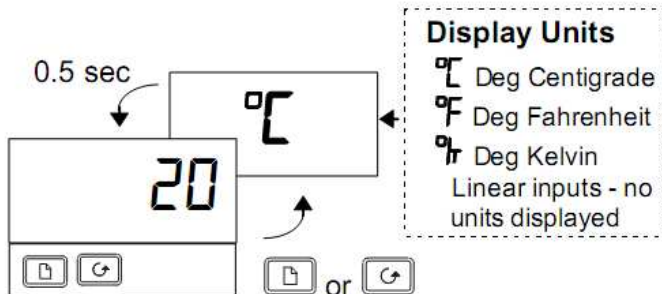 Display Units
0.5 sec
°C
°C Deg Centigrade
°F Deg Fahrenheit
°k Deg Kelvin
Linear inputs - no
units displayed
20
or